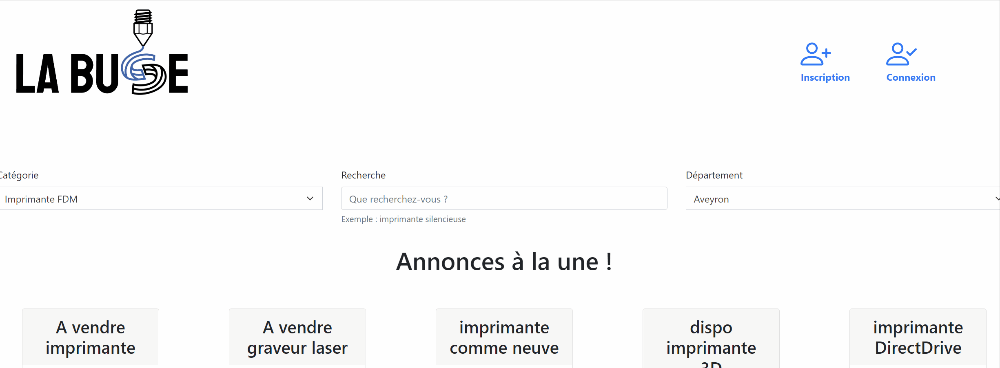 LA BUSE
Inscription
Connexion
Catégorie
Recherche
Département
Imprimante FDM
Que recherchez-vous ?
Aveyron
Exemple : imprimante silencieuse
Annonces à la une !
A vendre
imprimante
A vendre
graveur laser
imprimante
comme neuve
dispo
imprimante
3D
imprimante
DirectDrive